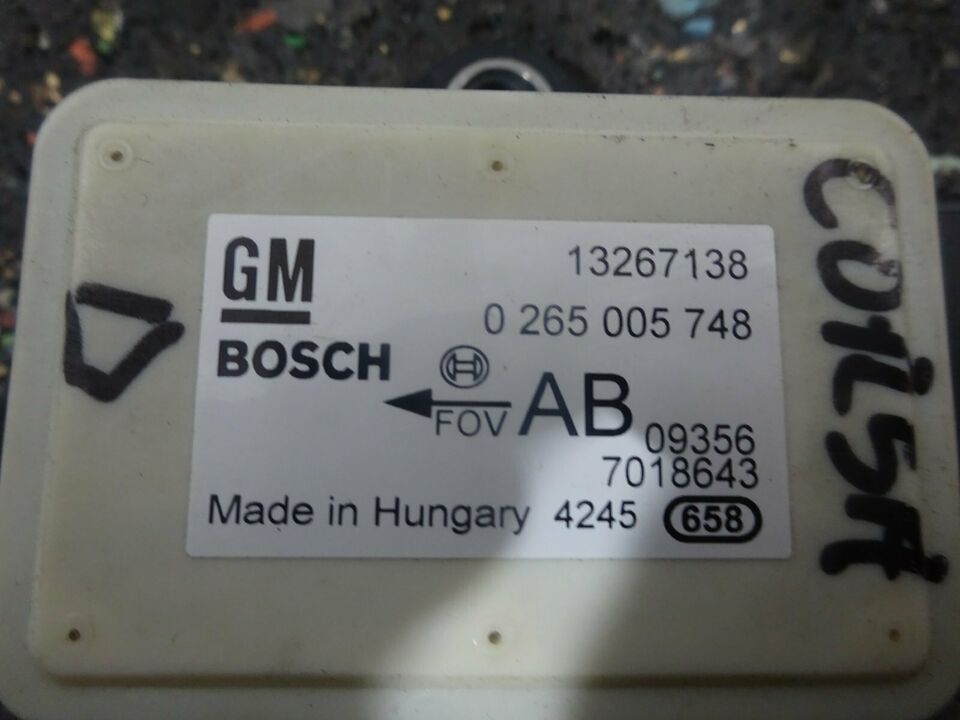 GM
13267138
0 265 005 748
BOSCH
FOV
AB
09356
7018643
Made in Hungary 4245 658
CORSA